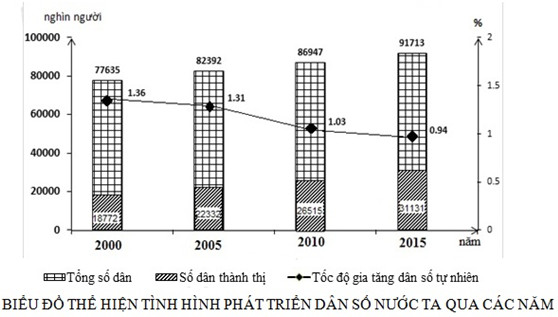 nghìn người %
100000 77635 82392 86947 91713 2
80000 1.36 1.31 1.03 0.94 1.5
60000 1
40000 0.5
20000 18772 22332 26515 31131
0 0
2000 2005 2010 2015 năm
Tổng số dân Số dân thành thị Tốc độ gia tăng dân số tự nhiên
BIỂU ĐỒ THỂ HIỆN TÌNH HÌNH PHÁT TRIỂN DÂN SỐ NƯỚC TA QUA CÁC NĂM